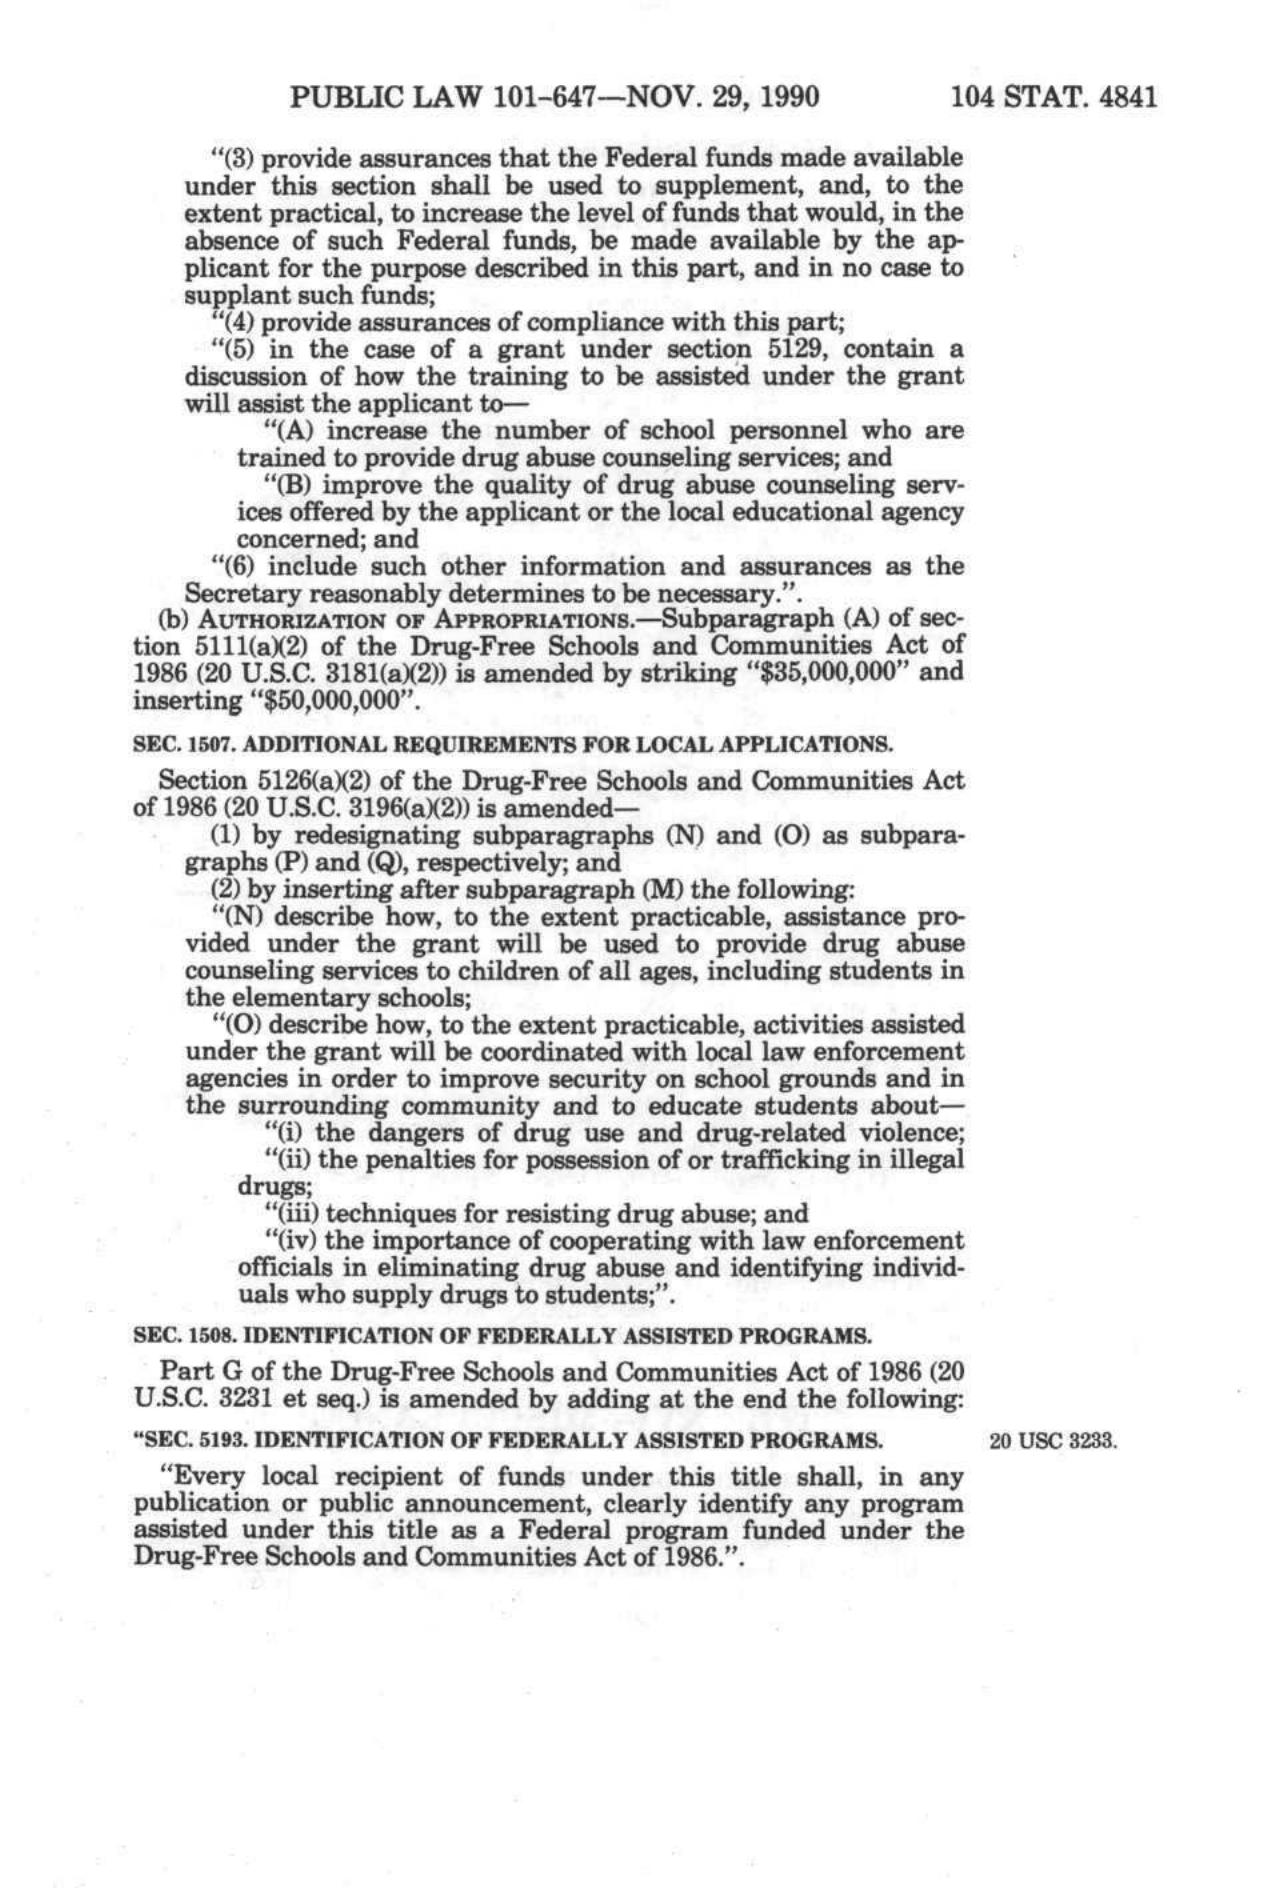 PUBLIC LAW 101–647—NOV. 29, 1990 104 STAT. 4841
“(3) provide assurances that the Federal funds made available
under this section shall be used to supplement, and, to the
extent practical, to increase the level of funds that would, in the
absence of such Federal funds, be made available by the ap-
plicant for the purpose described in this part, and in no case to
supplant such funds;
“(4) provide assurances of compliance with this part;
“(5) in the case of a grant under section 5129, contain a
discussion of how the training to be assisted under the grant
will assist the applicant to—
“(A) increase the number of school personnel who are
trained to provide drug abuse counseling services; and
“(B) improve the quality of drug abuse counseling serv-
ices offered by the applicant or the local educational agency
concerned; and
“(6) include such other information and assurances as the
Secretary reasonably determines to be necessary.”.
(b) AUTHORIZATION OF APPROPRIATIONS.—Subparagraph (A) of sec-
tion 5111(a)(2) of the Drug-Free Schools and Communities Act of
1986 (20 U.S.C. 3181(a)(2)) is amended by striking “$35,000,000” and
inserting “$50,000,000”.
SEC. 1507. ADDITIONAL REQUIREMENTS FOR LOCAL APPLICATIONS.
Section 5126(a)(2) of the Drug-Free Schools and Communities Act
of 1986 (20 U.S.C. 3196(a)(2)) is amended—
(1) by redesignating subparagraphs (N) and (O) as subpara-
graphs (P) and (Q), respectively; and
(2) by inserting after subparagraph (M) the following:
“(N) describe how, to the extent practicable, assistance pro-
vided under the grant will be used to provide drug abuse
counseling services to children of all ages, including students in
the elementary schools;
“(O) describe how, to the extent practicable, activities assisted
under the grant will be coordinated with local law enforcement
agencies in order to improve security on school grounds and in
the surrounding community and to educate students about—
“(i) the dangers of drug use and drug-related violence;
“(ii) the penalties for possession of or trafficking in illegal
drugs;
“(iii) techniques for resisting drug abuse; and
“(iv) the importance of cooperating with law enforcement
officials in eliminating drug abuse and identifying individ-
uals who supply drugs to students;”.
SEC. 1508. IDENTIFICATION OF FEDERALLY ASSISTED PROGRAMS.
Part G of the Drug-Free Schools and Communities Act of 1986 (20
U.S.C. 3231 et seq.) is amended by adding at the end the following:
“SEC. 5193. IDENTIFICATION OF FEDERALLY ASSISTED PROGRAMS. 20 USC 3233.
“Every local recipient of funds under this title shall, in any
publication or public announcement, clearly identify any program
assisted under this title as a Federal program funded under the
Drug-Free Schools and Communities Act of 1986.”.